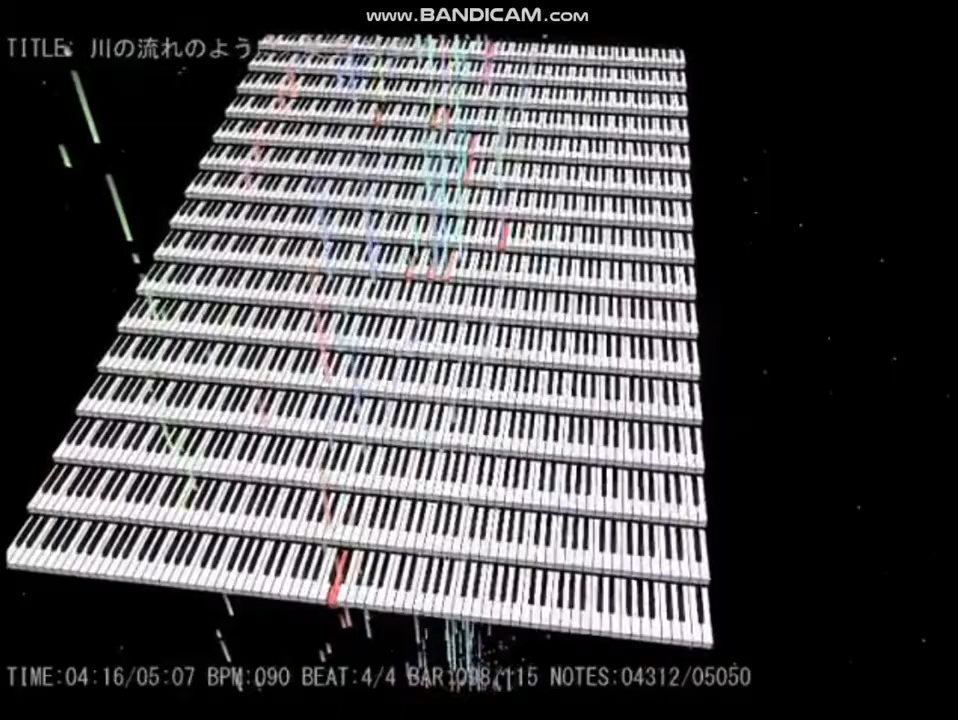 www.BANDICAM.com
TITLE: 川の流れのよう
TIME:04:16/05:07 BPM:090 BEAT:4/4 BAR:098/115 NOTES:04312/05050